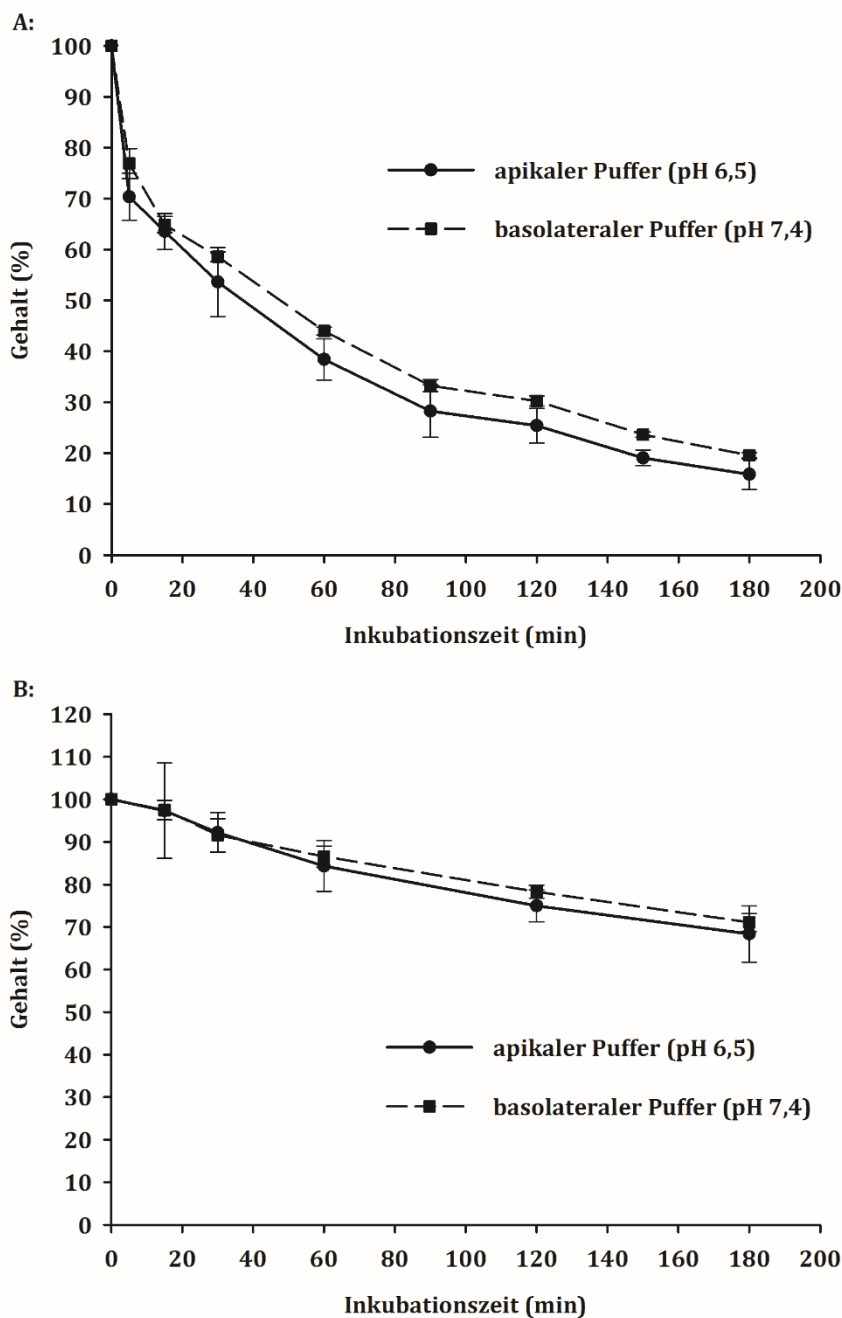 A:
100
90
80
70
60
50
40
30
20
10
0
Gehalt (%)
apikaler Puffer (pH 6,5)
basolateraler Puffer (pH 7,4)
0 20 40 60 80 100 120 140 160 180 200
Inkubationszeit (min)
B:
120
110
100
90
80
70
60
50
40
30
20
10
0
Gehalt (%)
apikaler Puffer (pH 6,5)
basolateraler Puffer (pH 7,4)
0 20 40 60 80 100 120 140 160 180 200
Inkubationszeit (min)